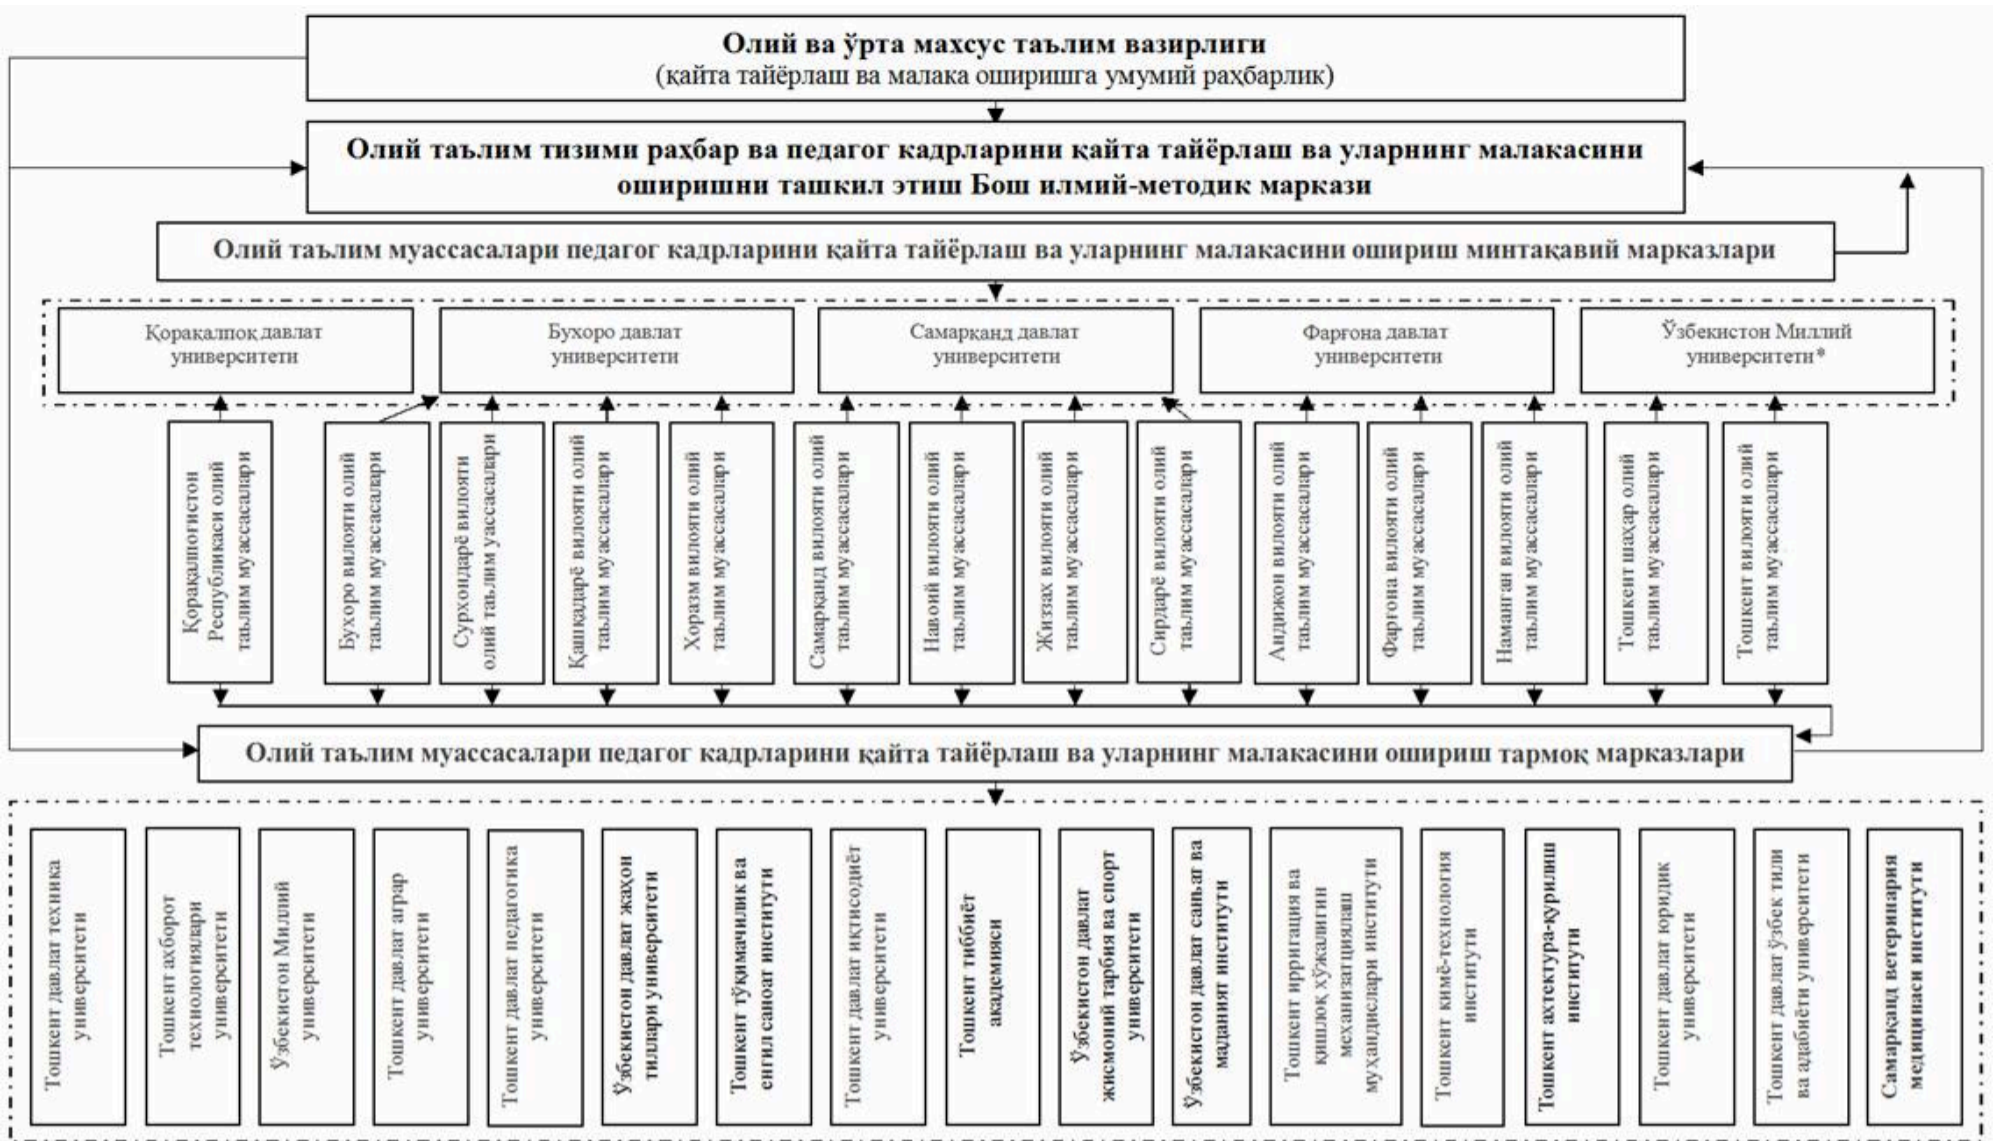 Олий ва ўрта махсус таълим вазирлиги
(қайта тайёрлаш ва малака оширишга умумий раҳбарлик)
Олий таълим тизими раҳбар ва педагог кадрларини қайта тайёрлаш ва уларнинг малакасини
оширишни ташкил этиш Бош илмий-методик маркази
Олий таълим муассасалари педагог кадрларини қайта тайёрлаш ва уларнинг малакасини ошириш минтақавий марказлари
Қорақалпоқ давлат
университети
Бухоро давлат
университети
Самарқанд давлат
университети
Фарғона давлат
университети
Ўзбекистон Миллий
университети*
Қорақалпоғистон
Республикаси олий
таълим муассасалари
Бухоро вилояти олий
таълим муассасалари
Сурхондарё вилояти
олий таълим уассасалари
Қашқадарё вилояти олий
таълим муассасалари
Хоразм вилояти олий
таълим муассасалари
Самарқанд вилояти олий
таълим муассасалари
Навоий вилояти олий
таълим муассасалари
Жиззах вилояти олий
таълим муассасалари
Сирдарё вилояти олий
таълим муассасалари
Андижон вилояти олий
таълим муассасалари
Фарғона вилояти олий
таълим муассасалари
Наманган вилояти олий
таълим муассасалари
Тошкент шаҳар олий
таълим муассасалари
Тошкент вилояти олий
таълим муассасалари
Олий таълим муассасалари педагог кадрларини қайта тайёрлаш ва уларнинг малакасини ошириш тармоқ марказлари
Тошкент давлат техника
университети
Тошкент ахборот
технологиялари
университети
Ўзбекистон Миллий
университети
Тошкент давлат аграр
университети
Тошкент давлат педагогика
университети
Ўзбекистон давлат жаҳон
тиллари университети
Тошкент тўқимачилик ва
енгил саноат институти
Тошкент давлат иқтисодиёт
университети
Тошкент тиббиёт
академияси
Ўзбекистон давлат
жисмоний тарбия ва спорт
университети
Ўзбекистон давлат санъат ва
маданият институти
Тошкент ирригация ва
қишлоқ хўжалигин
механизатциялаш
муҳандислари институти
Тошкент кимё-технология
институти
Тошкент ахтектура-қурилиш
институти
Тошкент давлат юридик
университети
Тошкент давлат ўзбек тили
ва адабиёти университети
Самарқанд ветеринария
медицинаси институти